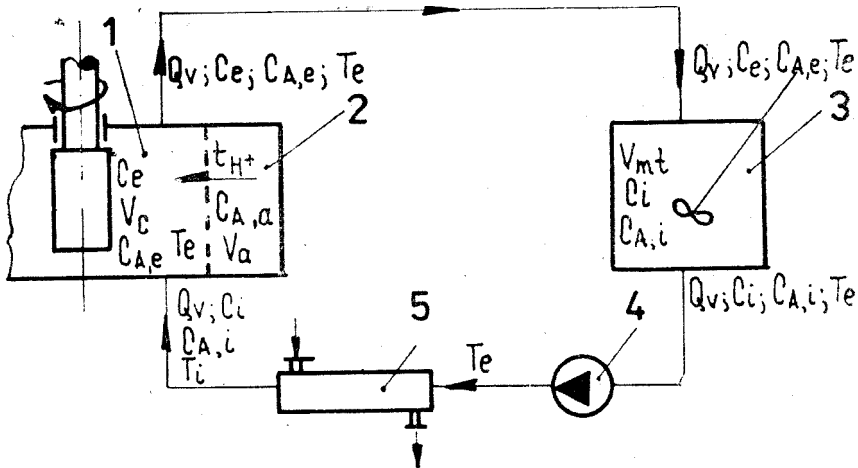 1
Qv; Ce; CA,e; Te
2
Qv; Ce; CA,e; Te
3
tH+
Ce
Vc
CA,e Te
CA,a
Va
Vmt
Ci
CA,i
Qv; Ci
CA,i
Ti
5
Te
4
Qv; Ci; CA,i; Te